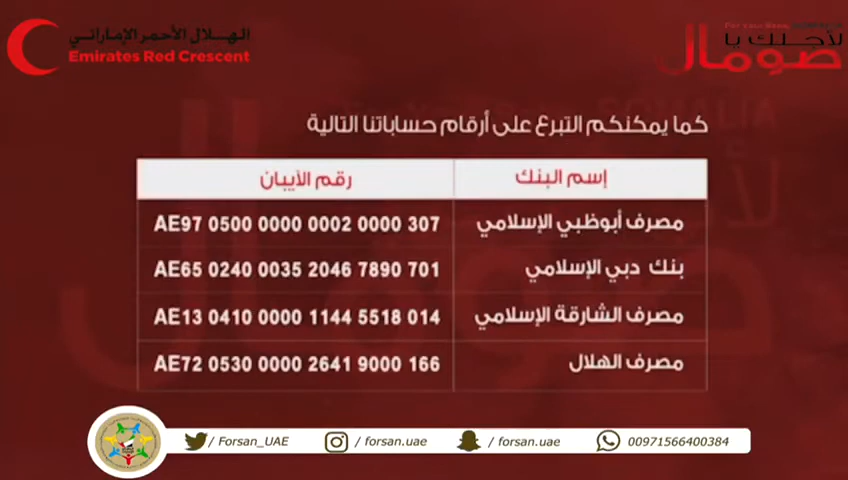 الهلال الأحمر الإماراتي
Emirates Red Crescent
لأجلك يا
صومال
كما يمكنكم التبرع على أرقام حساباتنا التالية
إسم البنك رقم الآيبان
مصرف أبوظبي الإسلامي AE97 0500 0000 0002 0000 307
بنك دبي الإسلامي AE65 0240 0035 2046 7890 701
مصرف الشارقة الإسلامي AE13 0410 0000 1144 5518 014
مصرف الهلال AE72 0530 0000 2641 9000 166
/ Forsan_UAE / forsan.uae / forsan.uae 00971566400384